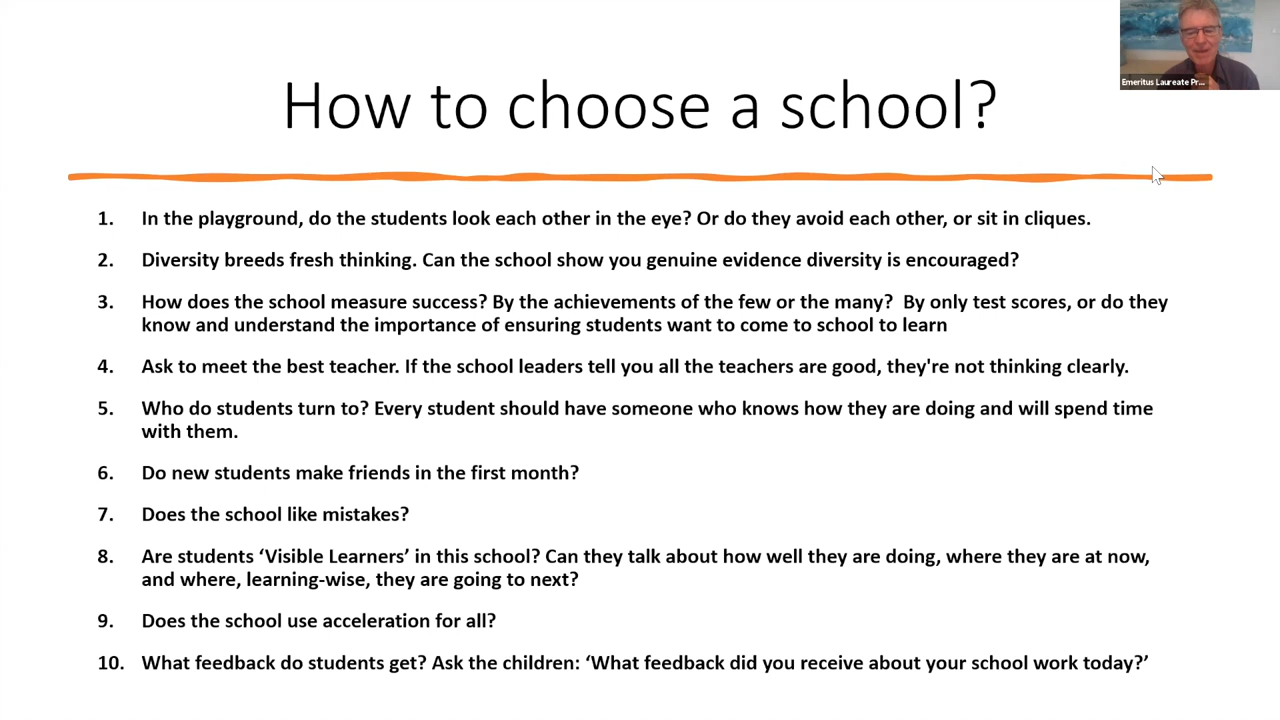 Emeritus Laureate Pr...
How to choose a school?
1. In the playground, do the students look each other in the eye? Or do they avoid each other, or sit in cliques.
2. Diversity breeds fresh thinking. Can the school show you genuine evidence diversity is encouraged?
3. How does the school measure success? By the achievements of the few or the many?  By only test scores, or do they
know and understand the importance of ensuring students want to come to school to learn
4. Ask to meet the best teacher. If the school leaders tell you all the teachers are good, they're not thinking clearly.
5. Who do students turn to? Every student should have someone who knows how they are doing and will spend time
with them.
6. Do new students make friends in the first month?
7. Does the school like mistakes?
8. Are students ‘Visible Learners’ in this school? Can they talk about how well they are doing, where they are at now,
and where, learning-wise, they are going to next?
9. Does the school use acceleration for all?
10. What feedback do students get? Ask the children: ‘What feedback did you receive about your school work today?’